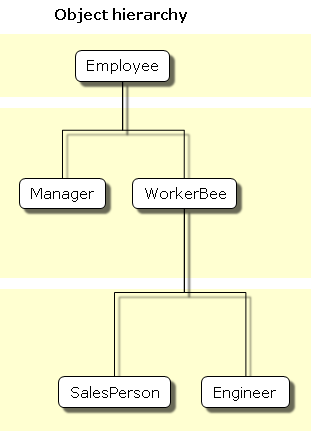 Object hierarchy
Employee
Manager
WorkerBee
SalesPerson
Engineer